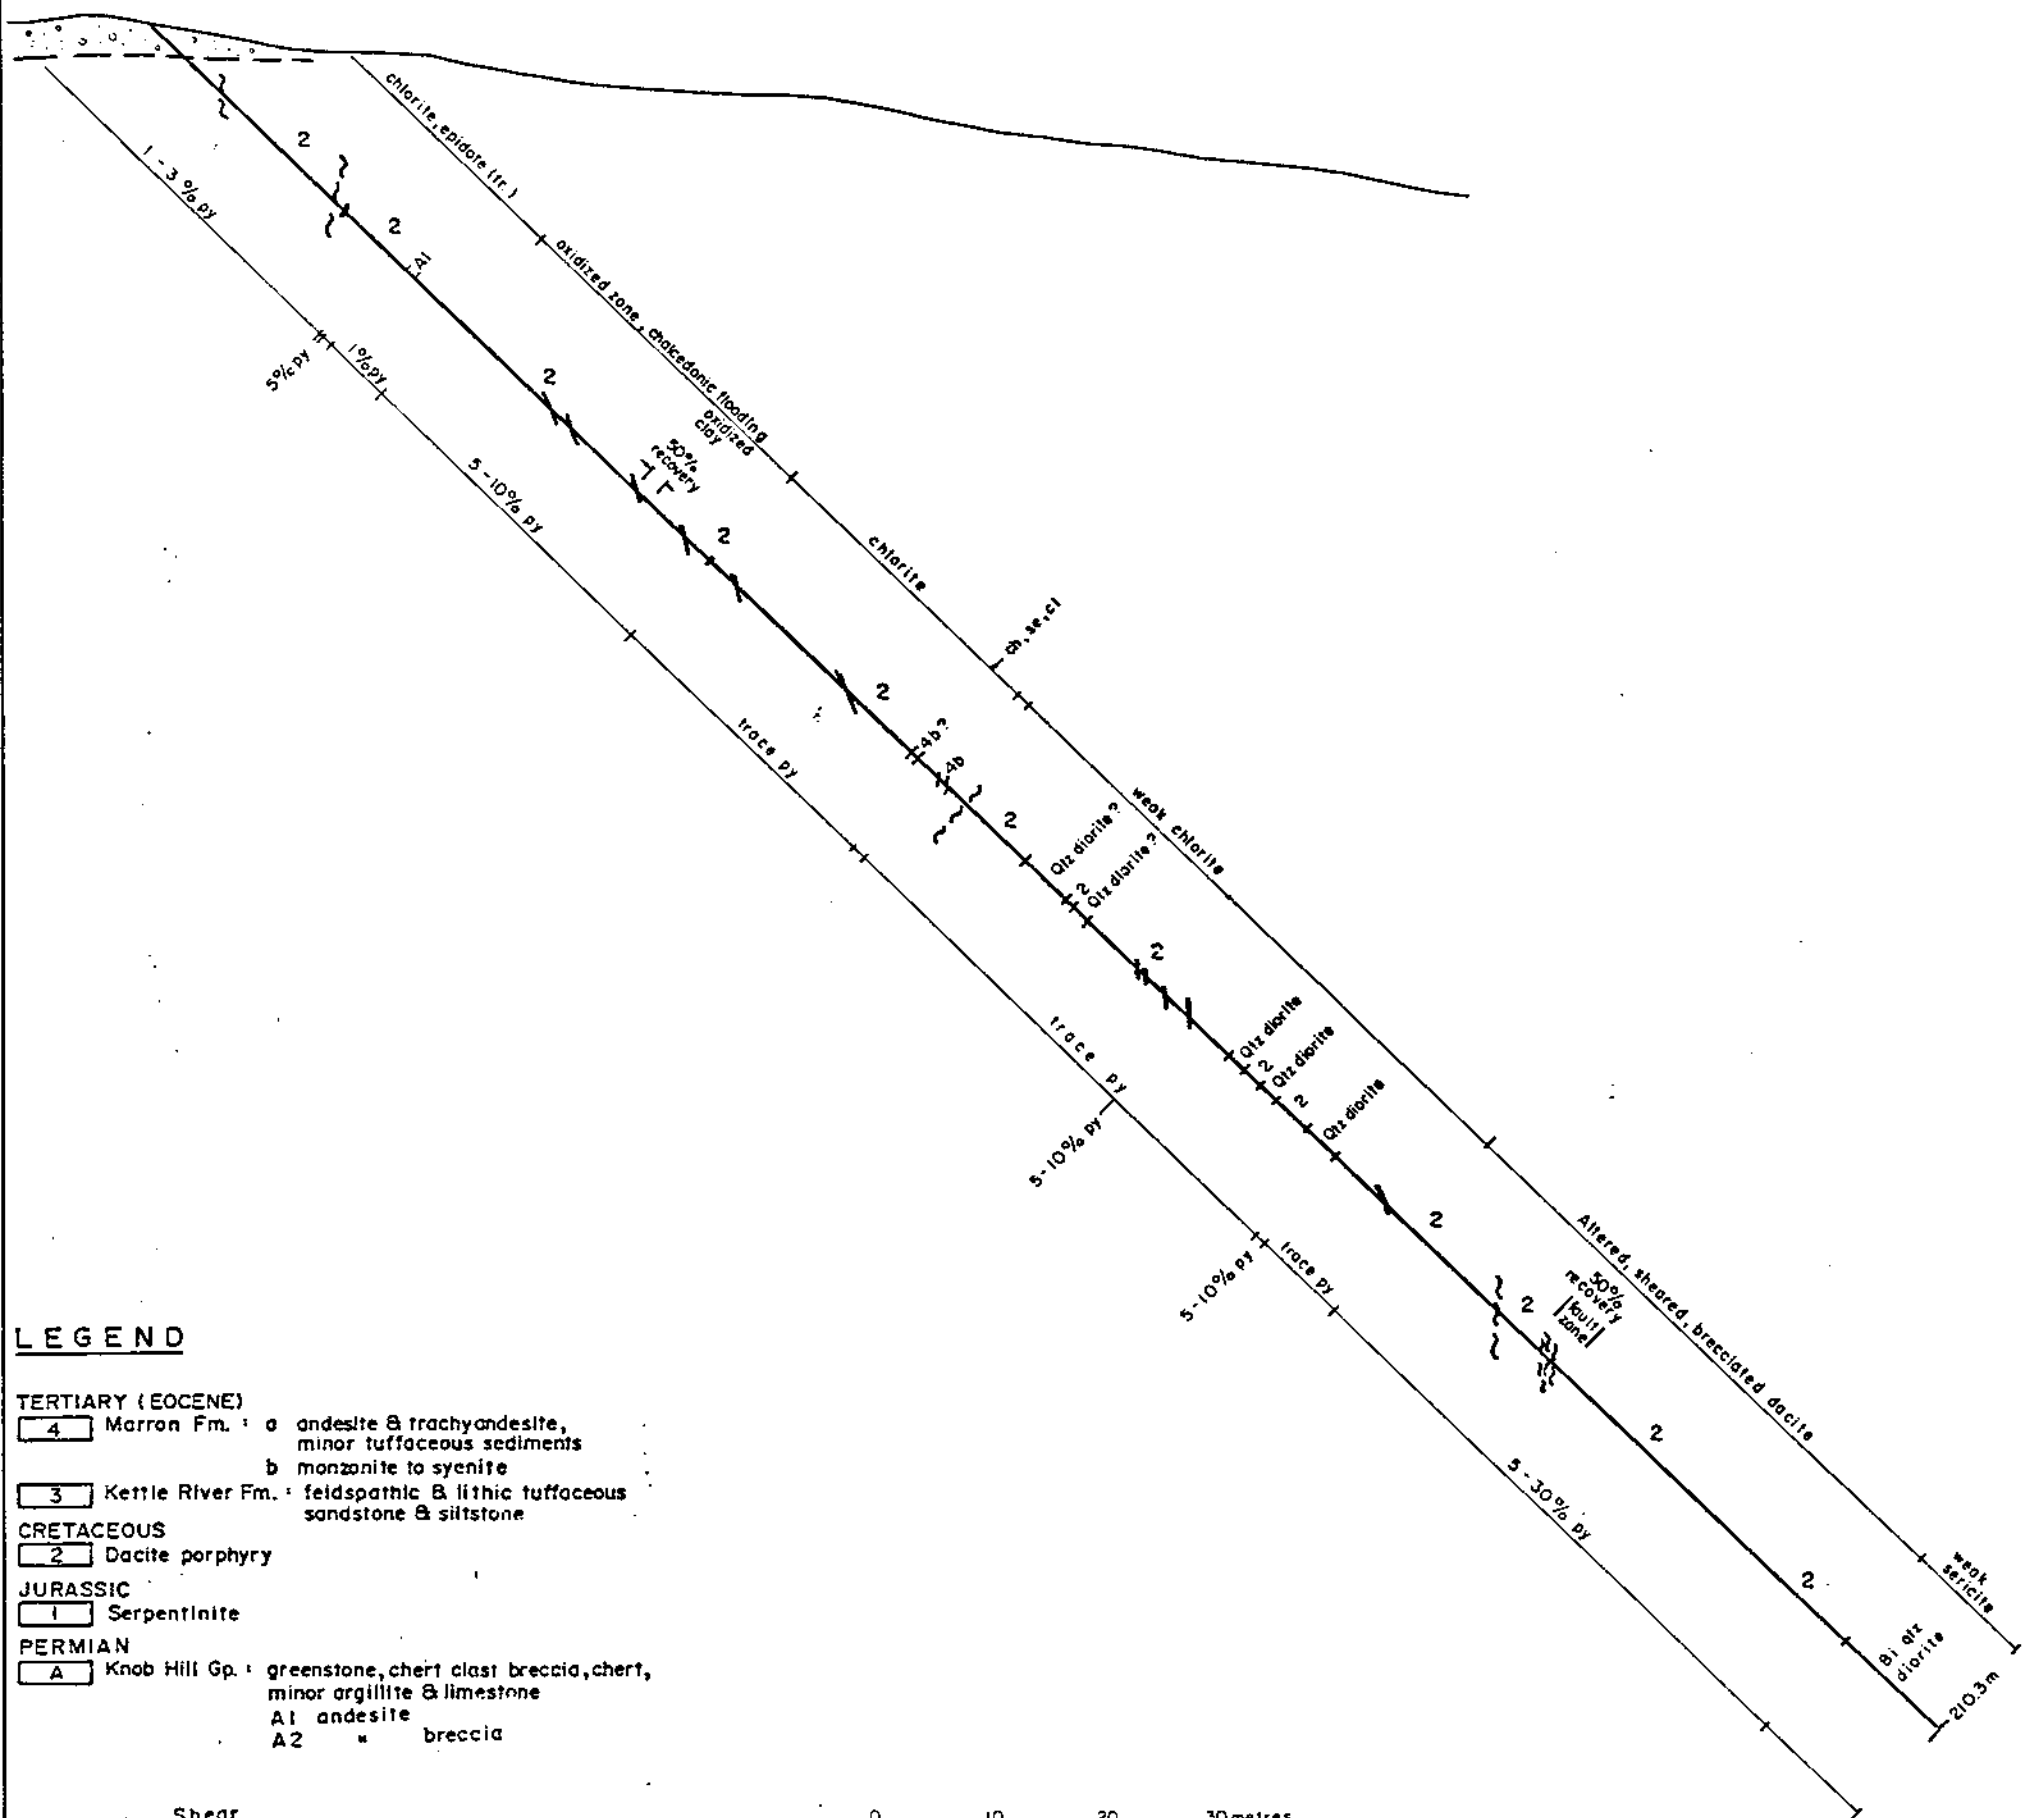 chlorite, epidote (fr.)
2
1 - 3 % py
2
oxidized zone, chalcedonic flooding
5% py
1% py
2
oxidized
clay
50%
recovery
5 - 10% py
2
chlorite
ch, se, cl
2
trace py
4b?
4b
weak chlorite
2
Qtz diorite?
2
Qtz diorite?
2
Qtz diorite
2
Qtz diorite
2
Qtz diorite
trace py
5 - 10% py
2
Altered, sheared, brecciated dacite
5 - 10% py
trace py
2
50%
recovery
fault
zone
2
5 - 30% py
weak
sericite
2
Bi qtz
diorite
210.3 m
LEGEND
TERTIARY (EOCENE)
4 Marron Fm. : a andesite & trachyandesite,
minor tuffaceous sediments
b monzonite to syenite
3 Kettle River Fm. : feldspathic & lithic tuffaceous
sandstone & siltstone
CRETACEOUS
2 Dacite porphyry
JURASSIC
1 Serpentinite
PERMIAN
A Knob Hill Gp. : greenstone, chert clast breccia, chert,
minor argillite & limestone
A1 andesite
A2 " breccia
Shear
0 10 20 30 metres